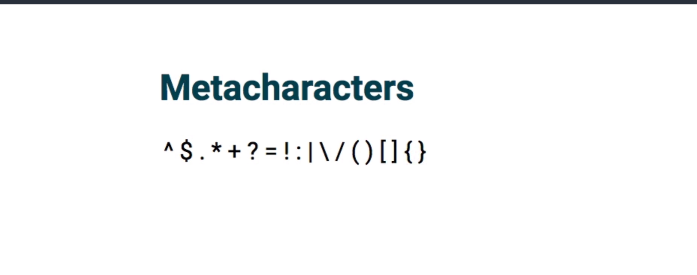 Metacharacters
^ $ . * + ? = ! : | \ / ( ) [ ] { }